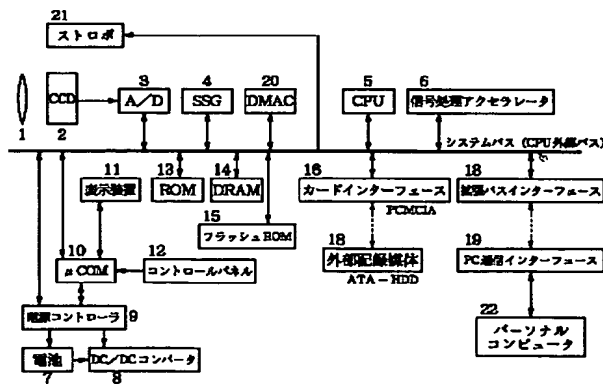 21
ストロボ
1
CCD
2
3
A/D
4
SSG
20
DMAC
5
CPU
6
信号処理アクセラレータ
システムバス (CPU外部バス)
11
表示装置
13
ROM
14
DRAM
15
フラッシュROM
16
カードインターフェース
PCMCIA
18
拡張バスインターフェース
10
μCOM
12
コントロールパネル
18
外部記録媒体
ATA-HDD
19
PC通信インターフェース
電源コントローラ
9
22
パーソナル
コンピュータ
電池
7
DC/DCコンバータ
8